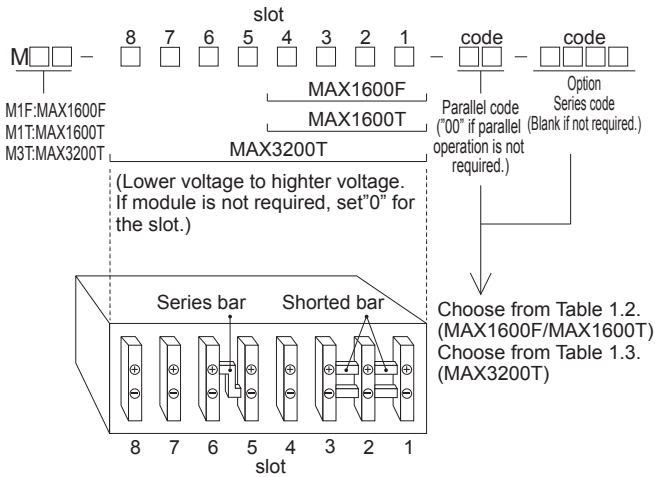 slot
8 7 6 5 4 3 2 1 code code
M□□ - □ □ □ □ □ □ □ □ - □□ - □□□□
M1F:MAX1600F
M1T:MAX1600T
M3T:MAX3200T
MAX1600F
MAX1600T
MAX3200T
Parallel code
("00" if parallel
operation is not
required.)
Option
Series code
(Blank if not required.)
(Lower voltage to highter voltage.
If module is not required, set"0" for
the slot.)
Series bar Shorted bar
Choose from Table 1.2.
(MAX1600F/MAX1600T)
Choose from Table 1.3.
(MAX3200T)
8 7 6 5 4 3 2 1
slot